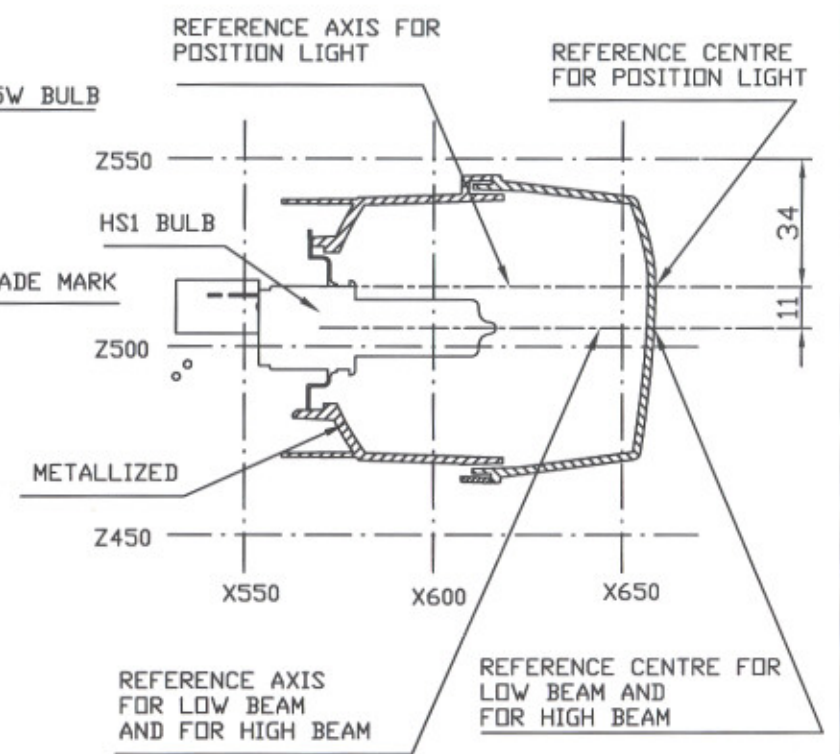 REFERENCE AXIS FOR
POSITION LIGHT
REFERENCE CENTRE
FOR POSITION LIGHT
5W BULB
Z550
HS1 BULB
34
ADE MARK
11
Z500
METALLIZED
Z450
X550
X600
X650
REFERENCE AXIS
FOR LOW BEAM
AND FOR HIGH BEAM
REFERENCE CENTRE FOR
LOW BEAM AND
FOR HIGH BEAM